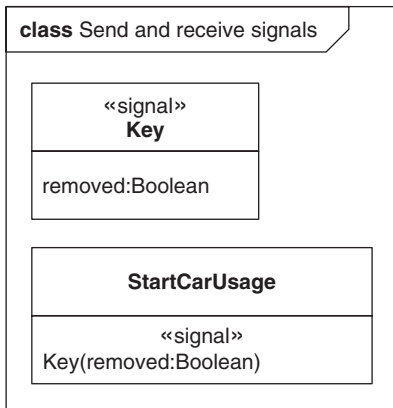 class Send and receive signals
«signal»
Key
removed:Boolean
StartCarUsage
«signal»
Key(removed:Boolean)